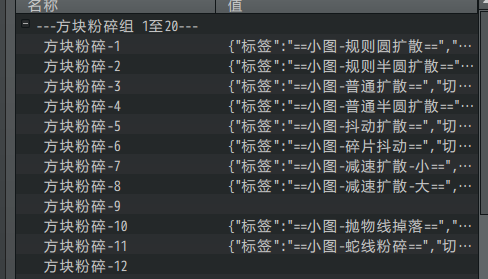 名称 值
---方块粉碎组 1至20---
方块粉碎-1 {"标签":"==小图-规则圆扩散==","…
方块粉碎-2 {"标签":"==小图-规则半圆扩散=="…
方块粉碎-3 {"标签":"==小图-普通扩散==","切…
方块粉碎-4 {"标签":"==小图-普通半圆扩散=="…
方块粉碎-5 {"标签":"==小图-抖动扩散==","切…
方块粉碎-6 {"标签":"==小图-碎片抖动==","切…
方块粉碎-7 {"标签":"==小图-减速扩散-小==",…
方块粉碎-8 {"标签":"==小图-减速扩散-大==",…
方块粉碎-9
方块粉碎-10 {"标签":"==小图-抛物线掉落==","…
方块粉碎-11 {"标签":"==小图-蛇线粉碎==","切…
方块粉碎-12